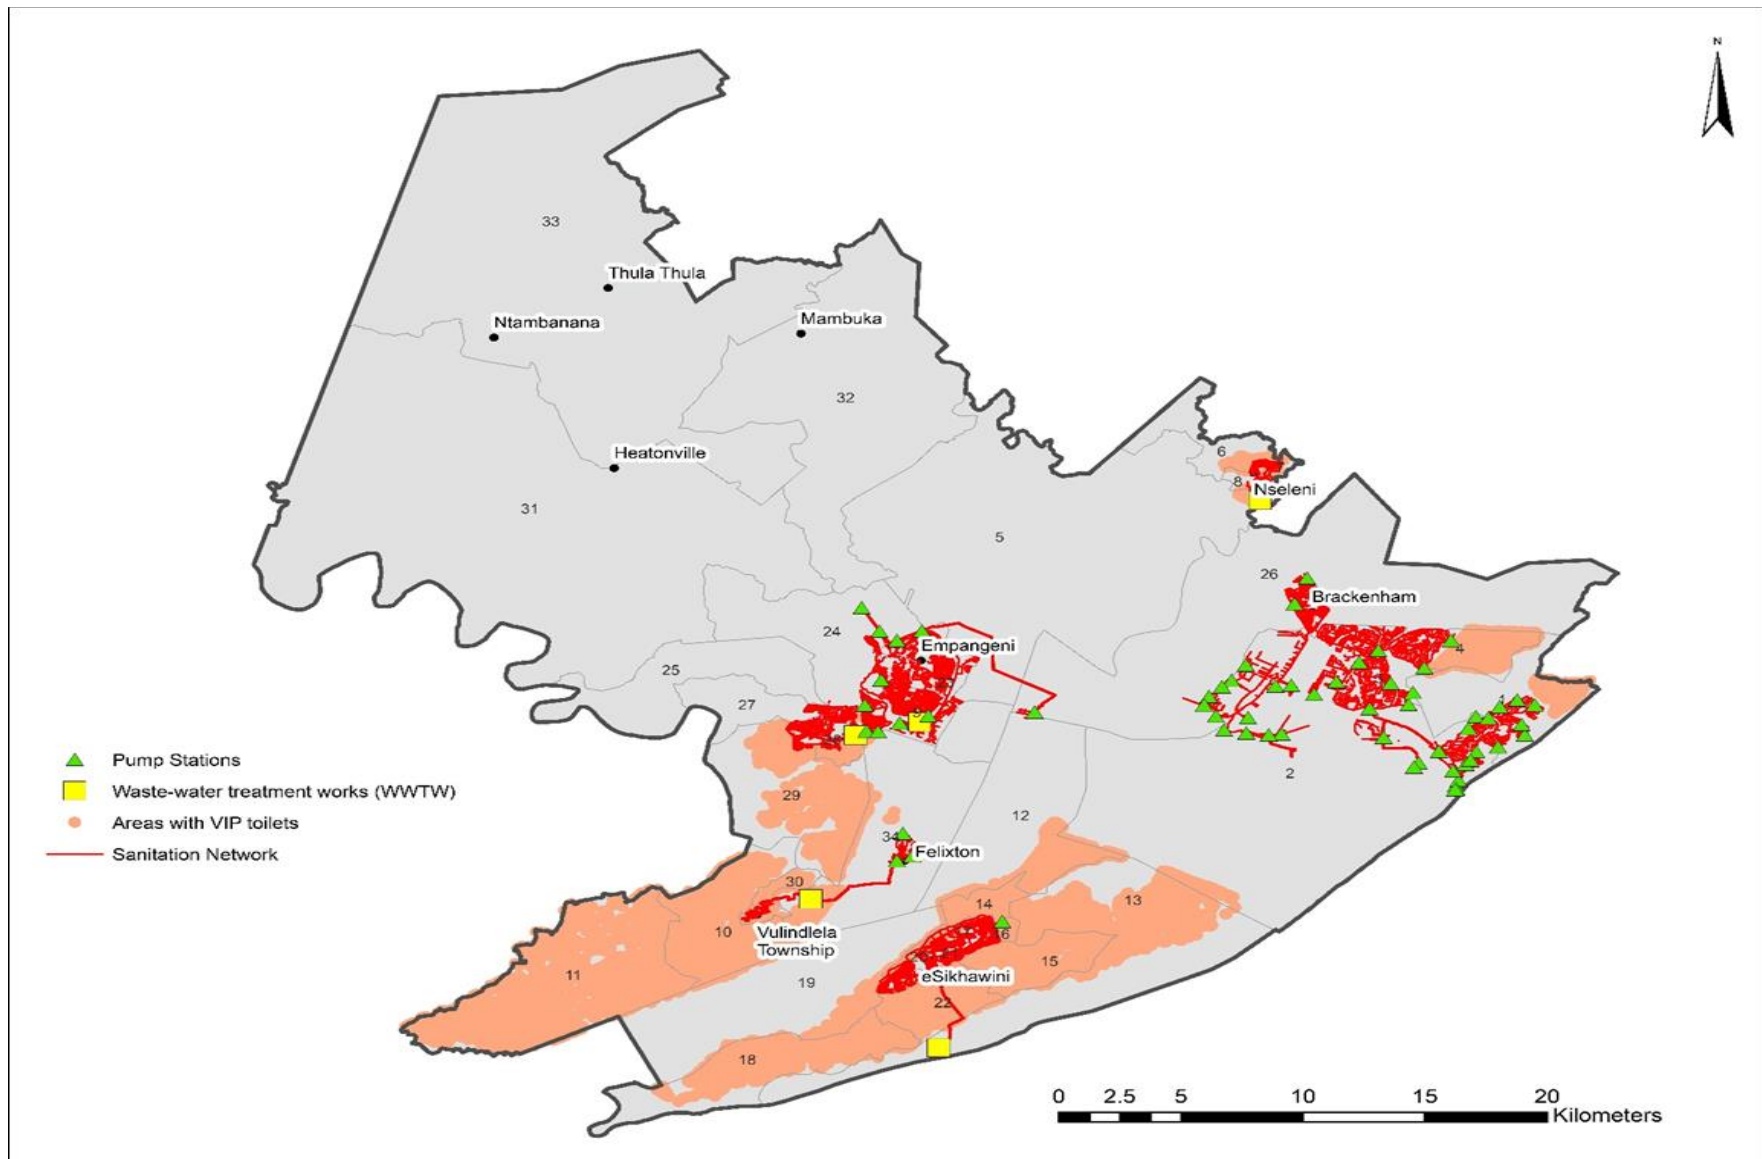 N
33
Thula Thula
Ntambanana
Mambuka
32
Heatonville
6
8
Nseleni
31
5
26
Brackenham
24
Empangeni
4
25
27
1
2
Pump Stations
Waste-water treatment works (WWTW)
Areas with VIP toilets
Sanitation Network
29
12
34
Felixton
30
13
14
10
Vulindlela
Township
16
11
15
19
eSikhawini
22
18
0 2.5 5 10 15 20
Kilometers